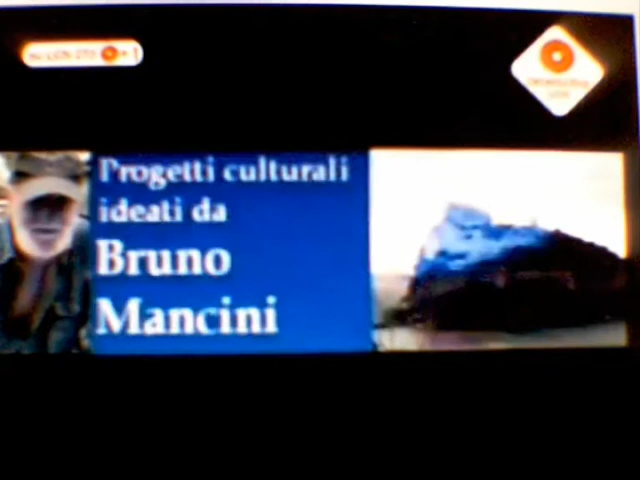 Progetti culturali
ideati da
Bruno
Mancini